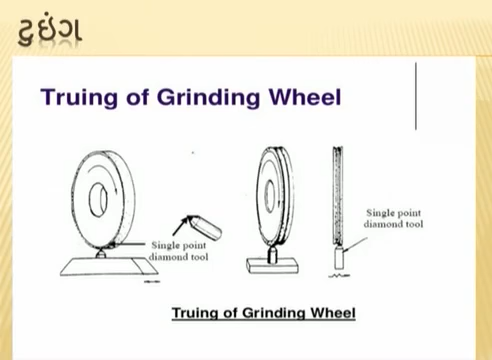 ટ્રુઇંગ
Truing of Grinding Wheel
Single point
diamond tool
Single point
diamond tool
Truing of Grinding Wheel